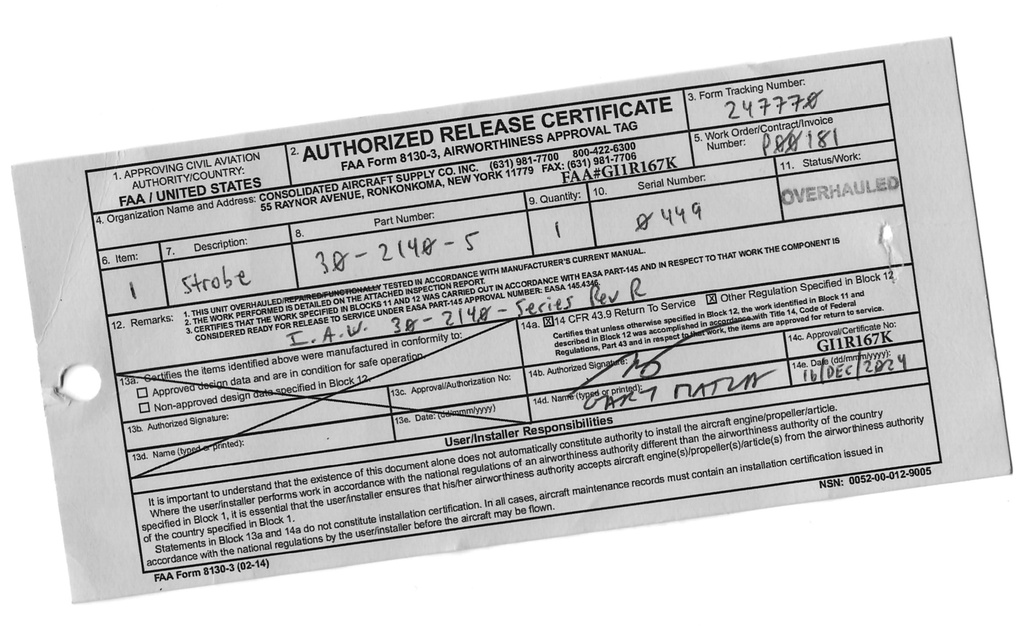 1. APPROVING CIVIL AVIATION
AUTHORITY/COUNTRY:
FAA / UNITED STATES
2. AUTHORIZED RELEASE CERTIFICATE
FAA Form 8130-3, AIRWORTHINESS APPROVAL TAG
3. Form Tracking Number:
24777Ø
4. Organization Name and Address: CONSOLIDATED AIRCRAFT SUPPLY CO. INC. (631) 981-7700 800-422-6300
55 RAYNOR AVENUE, RONKONKOMA, NEW YORK 11779 FAX: (631) 981-7706
FAA#GI1R167K
5. Work Order/Contract/Invoice
Number: PØØ181
6. Item:
7. Description:
8. Part Number:
9. Quantity:
10. Serial Number:
11. Status/Work:
1
Strobe
3Ø-214Ø-5
1
Ø449
OVERHAULED
12. Remarks:
1. THIS UNIT OVERHAULED/REPAIRED/FUNCTIONALLY TESTED IN ACCORDANCE WITH MANUFACTURER'S CURRENT MANUAL.
2. THE WORK PERFORMED IS DETAILED ON THE ATTACHED INSPECTION REPORT.
3. CERTIFIES THAT THE WORK SPECIFIED IN BLOCKS 11 AND 12 WAS CARRIED OUT IN ACCORDANCE WITH EASA PART-145 AND IN RESPECT TO THAT WORK THE COMPONENT IS
CONSIDERED READY FOR RELEASE TO SERVICE UNDER EASA PART-145 APPROVAL NUMBER: EASA 145.4346.
I.A.W. 3Ø-214Ø-Series Rev R
13a. Certifies the items identified above were manufactured in conformity to:
Approved design data and are in condition for safe operation.
Non-approved design data specified in Block 12.
14a. 14 CFR 43.9 Return To Service Other Regulation Specified in Block 12
Certifies that unless otherwise specified in Block 12, the work identified in Block 11 and
described in Block 12 was accomplished in accordance with Title 14, Code of Federal
Regulations, Part 43 and in respect to that work, the items are approved for return to service.
13b. Authorized Signature:
13c. Approval/Authorization No:
14b. Authorized Signature:
14c. Approval/Certificate No:
GI1R167K
13d. Name (typed or printed):
13e. Date: (dd/mmm/yyyy)
14d. Name (typed or printed):
GARY
14e. Date (dd/mmm/yyyy):
16/DEC/2024
User/Installer Responsibilities
It is important to understand that the existence of this document alone does not automatically constitute authority to install the aircraft engine/propeller/article.
Where the user/installer performs work in accordance with the national regulations of an airworthiness authority different than the airworthiness authority of the country
specified in Block 1, it is essential that the user/installer ensures that his/her airworthiness authority accepts aircraft engine(s)/propeller(s)/article(s) from the airworthiness authority
of the country specified in Block 1.
Statements in Block 13a and 14a do not constitute installation certification. In all cases, aircraft maintenance records must contain an installation certification issued in
accordance with the national regulations by the user/installer before the aircraft may be flown.
FAA Form 8130-3 (02-14)
NSN: 0052-00-012-9005